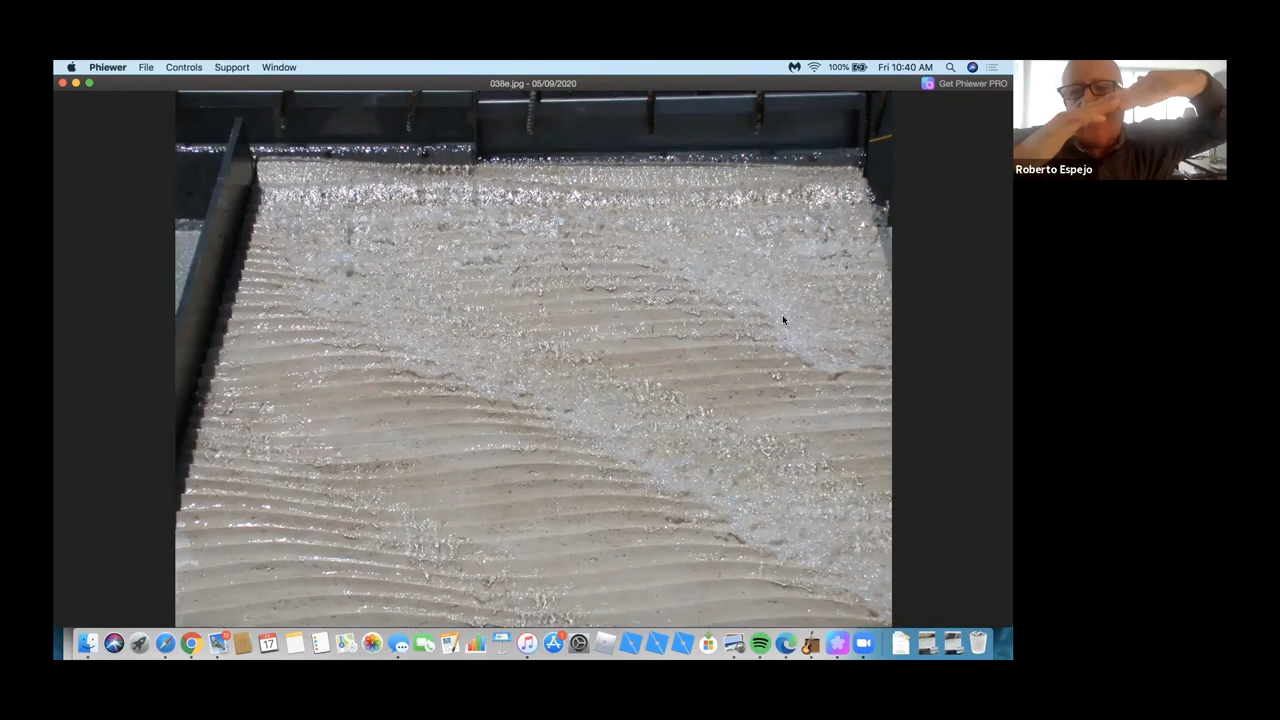 Phiewer File Controls Support Window 100% Fri 10:40 AM
038e.jpg - 05/09/2020 Get Phiewer PRO
Roberto Espejo
17